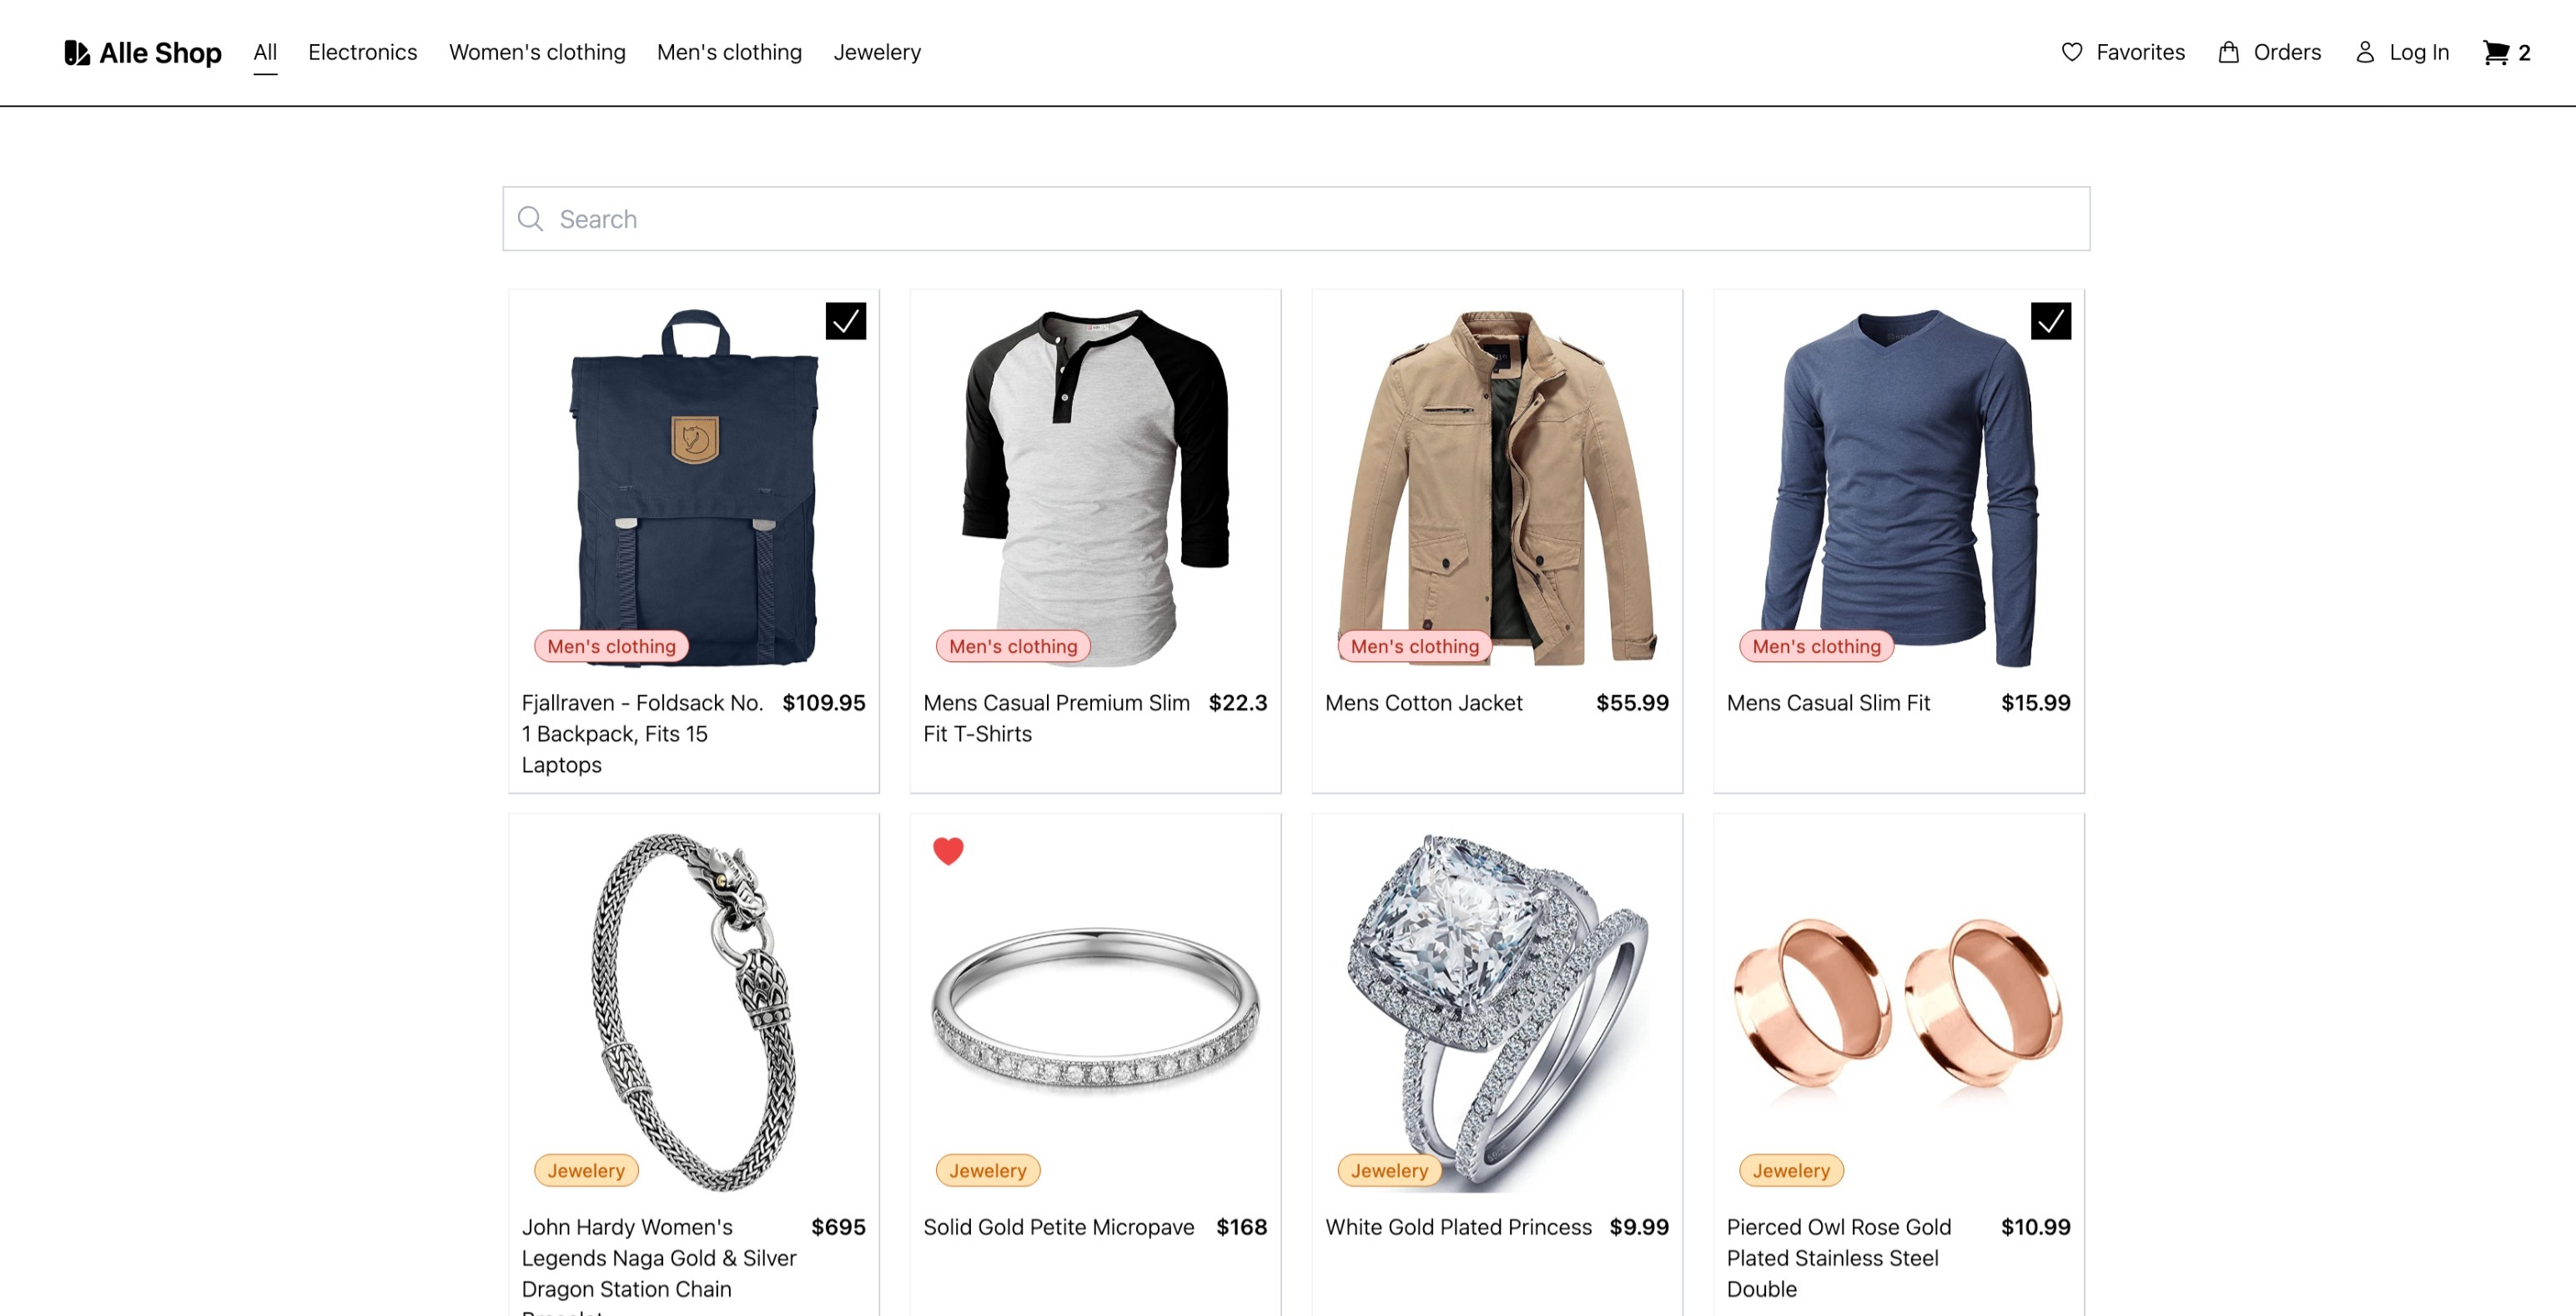 Alle Shop All Electronics Women's clothing Men's clothing Jewelery Favorites Orders Log In 2
Search
Men's clothing
Fjallraven - Foldsack No.
1 Backpack, Fits 15
Laptops
$109.95
Men's clothing
Mens Casual Premium Slim
Fit T-Shirts
$22.3
Men's clothing
Mens Cotton Jacket
$55.99
Men's clothing
Mens Casual Slim Fit
$15.99
Jewelery
John Hardy Women's
Legends Naga Gold & Silver
Dragon Station Chain
$695
Jewelery
Solid Gold Petite Micropave
$168
Jewelery
White Gold Plated Princess
$9.99
Jewelery
Pierced Owl Rose Gold
Plated Stainless Steel
Double
$10.99